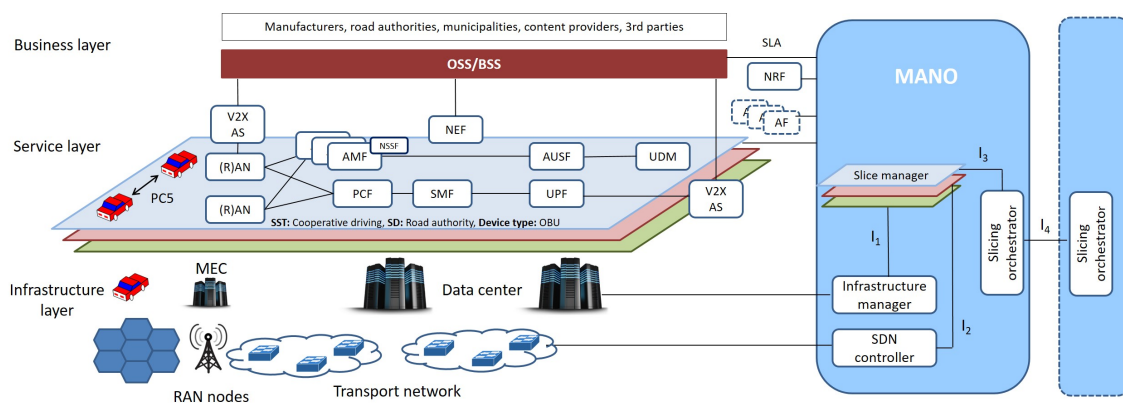 Manufacturers, road authorities, municipalities, content providers, 3rd parties
Business layer
OSS/BSS
SLA
NRF
MANO
V2X
AS
NEF
AF
Service layer
(R)AN
AMF
NSSF
AUSF
UDM
PC5
PCF
SMF
UPF
V2X
AS
(R)AN
SST: Cooperative driving, SD: Road authority, Device type: OBU
Slice manager
I3
I1
Slicing
orchestrator
I4
Slicing
orchestrator
MEC
Data center
Infrastructure
layer
Infrastructure
manager
I2
SDN
controller
Transport network
RAN nodes